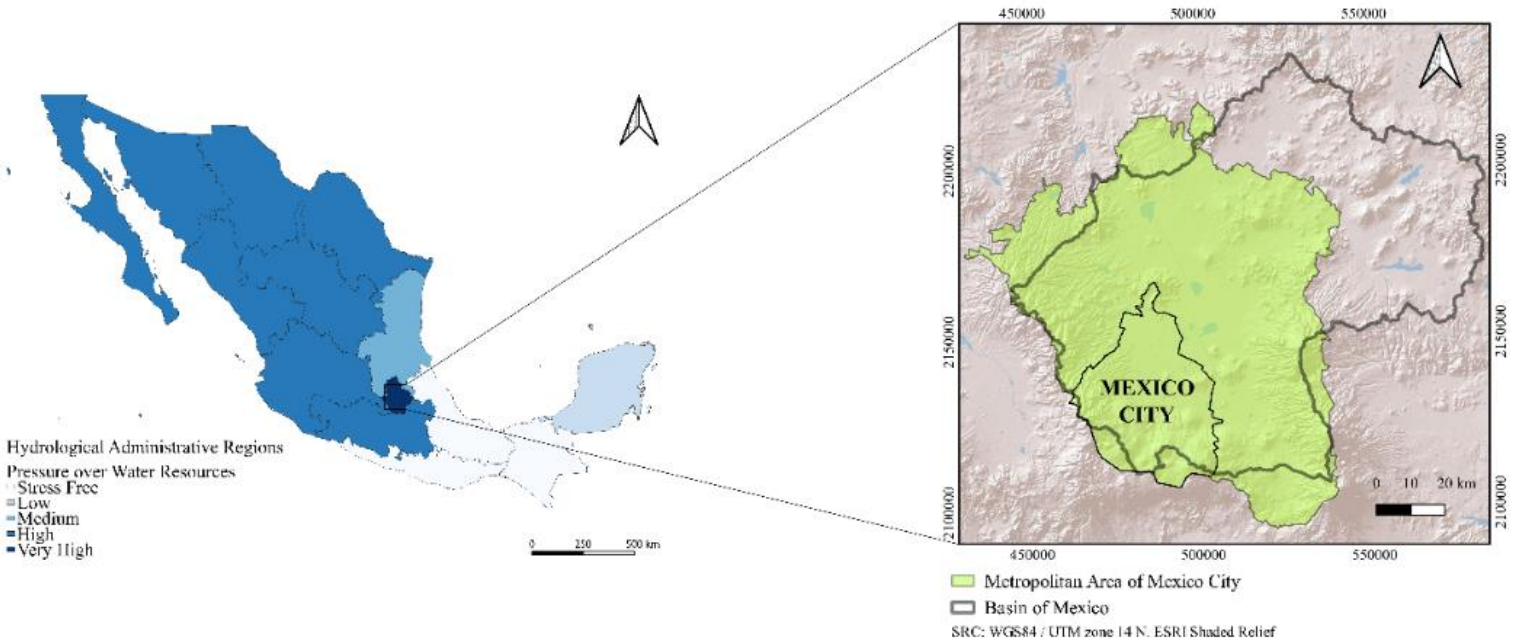 Hydrological Administrative Regions
Pressure over Water Resources
Stress Free
Low
Medium
High
Very High
0 250 500 km
450000 500000 550000
2200000
2150000
2100000
2200000
2150000
2100000
MEXICO
CITY
0 10 20 km
450000 500000 550000
Metropolitan Area of Mexico City
Basin of Mexico
SRC: WGS84 / UTM zone 14 N. ESRI Shaded Relief